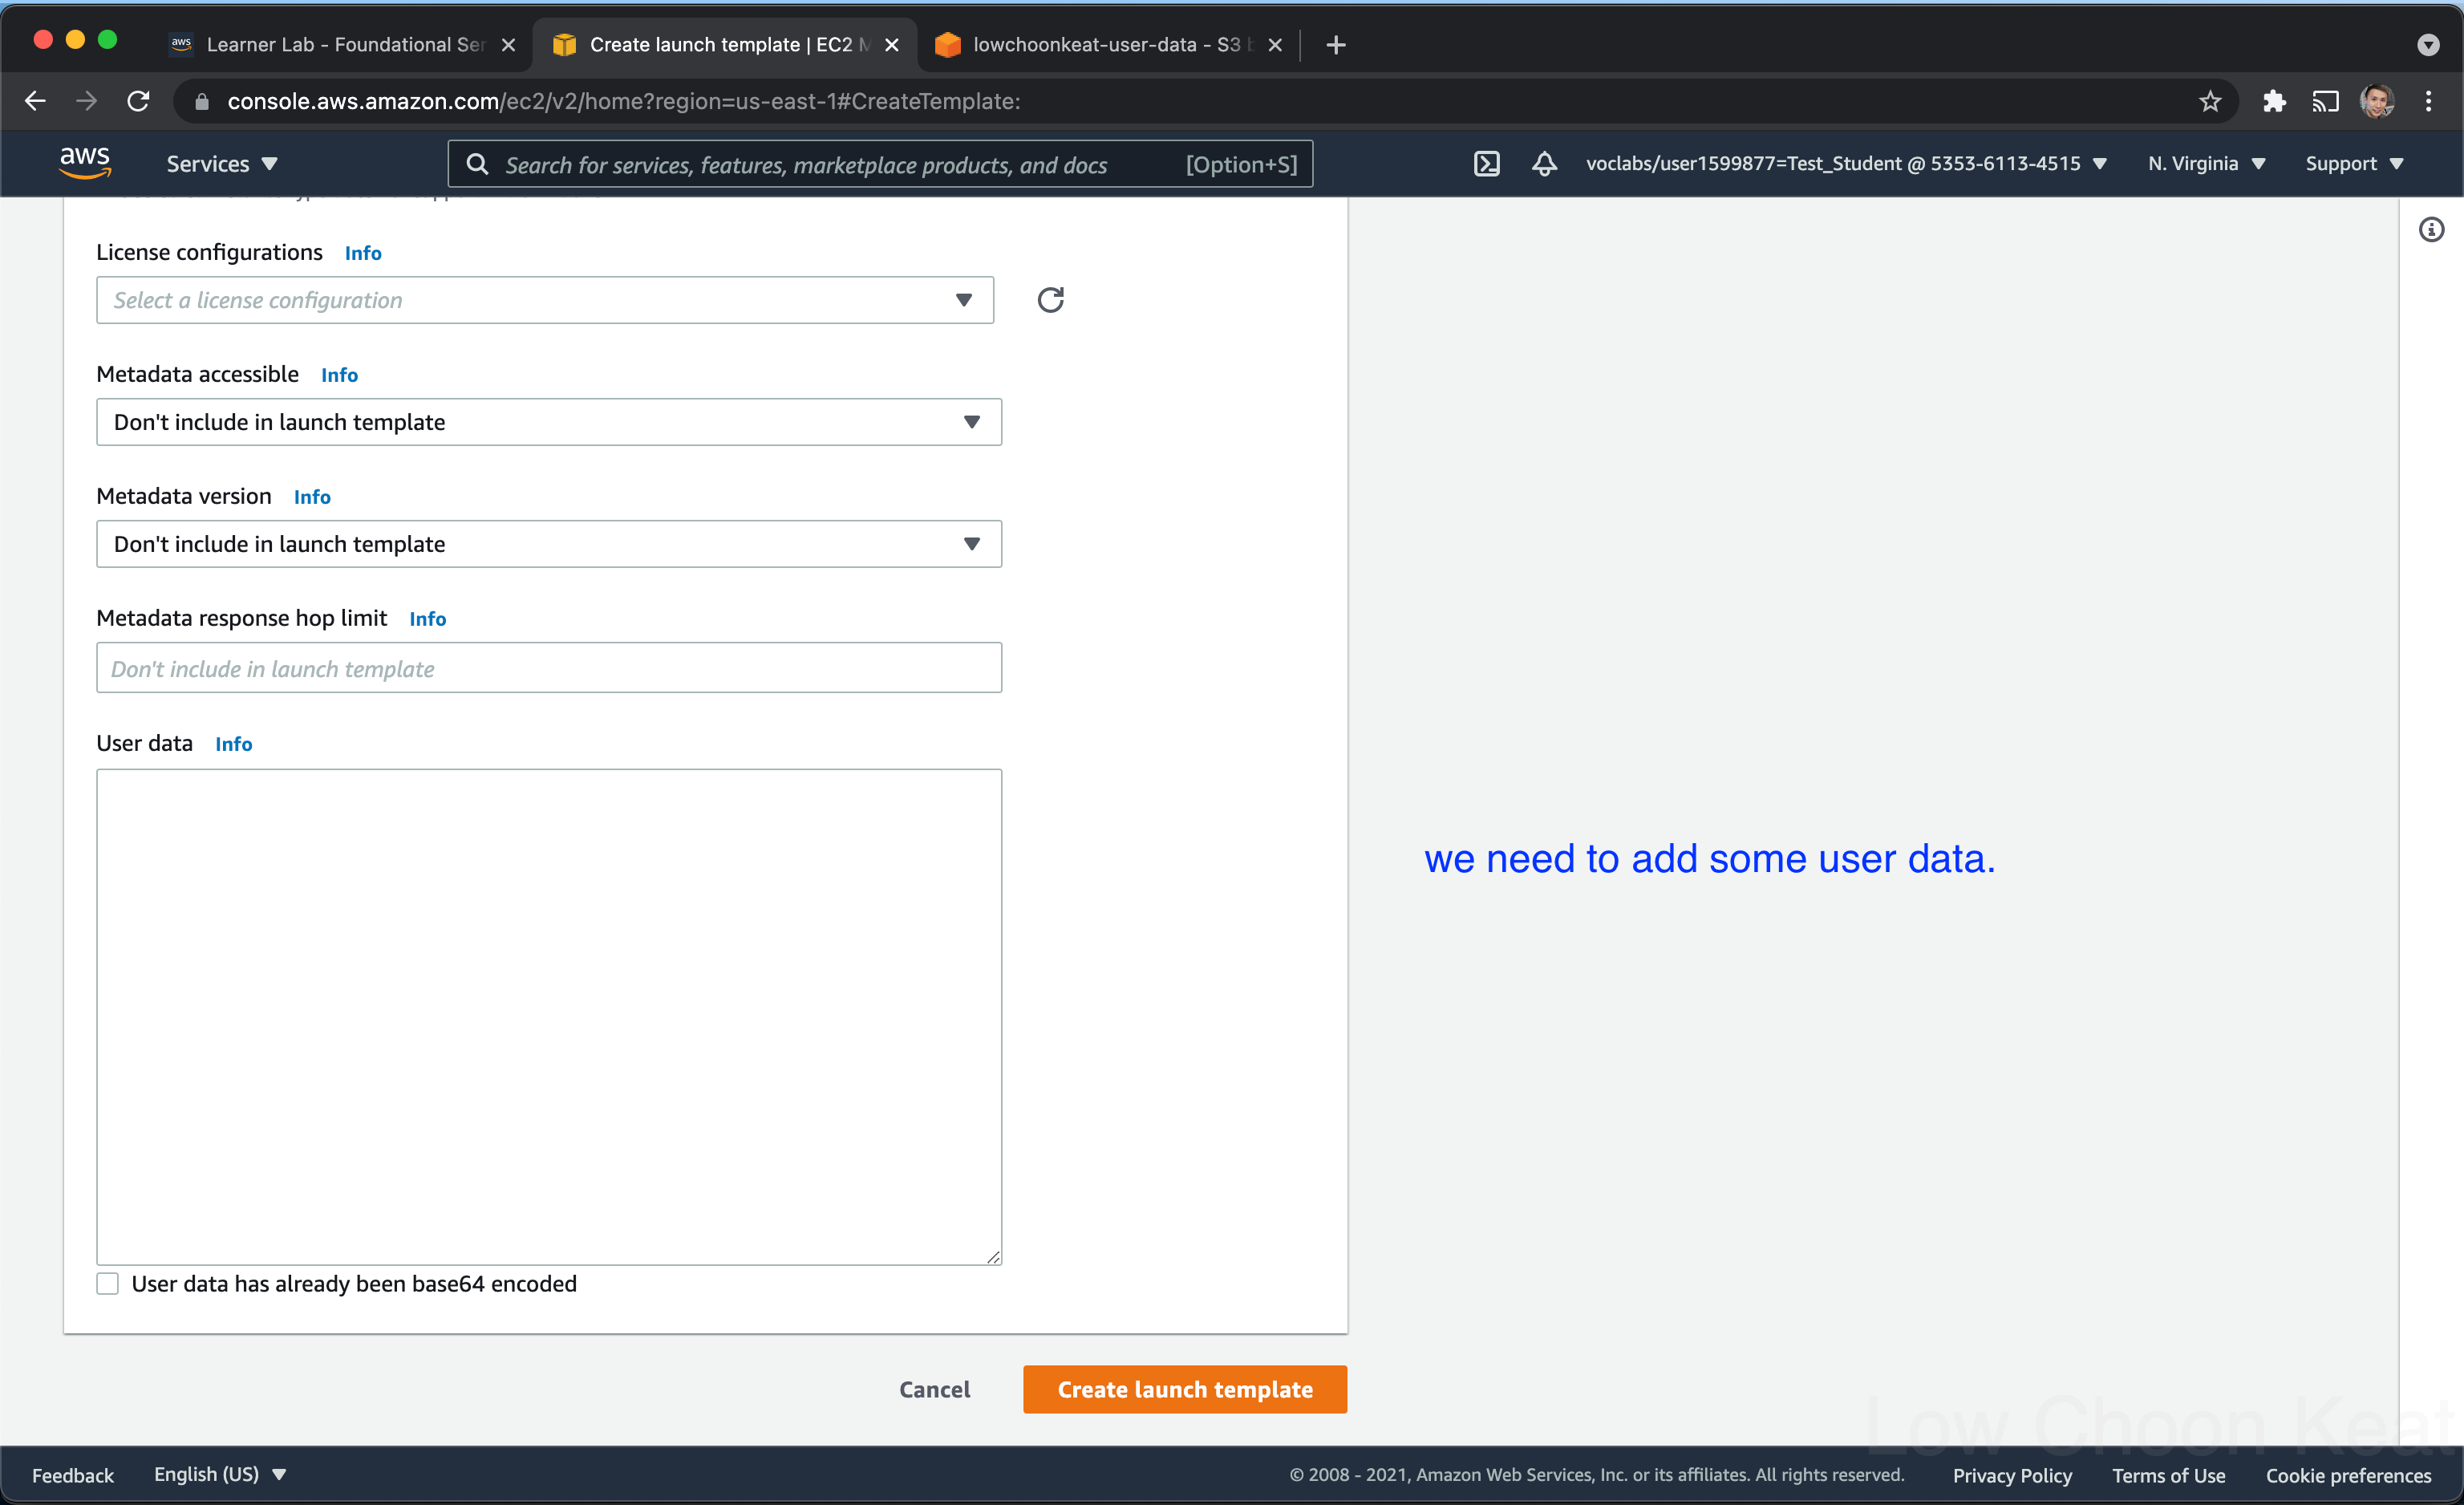 Learner Lab - Foundational Ser
Create launch template | EC2 M
lowchoonkeat-user-data - S3 b
console.aws.amazon.com/ec2/v2/home?region=us-east-1#CreateTemplate:
aws
Services
Search for services, features, marketplace products, and docs [Option+S]
voclabs/user1599877=Test_Student @ 5353-6113-4515
N. Virginia
Support
License configurations Info
Select a license configuration
Metadata accessible Info
Don't include in launch template
Metadata version Info
Don't include in launch template
Metadata response hop limit Info
Don't include in launch template
User data Info
we need to add some user data.
User data has already been base64 encoded
Cancel
Create launch template
Low Choon Keat
Feedback
English (US)
© 2008 - 2021, Amazon Web Services, Inc. or its affiliates. All rights reserved.
Privacy Policy
Terms of Use
Cookie preferences